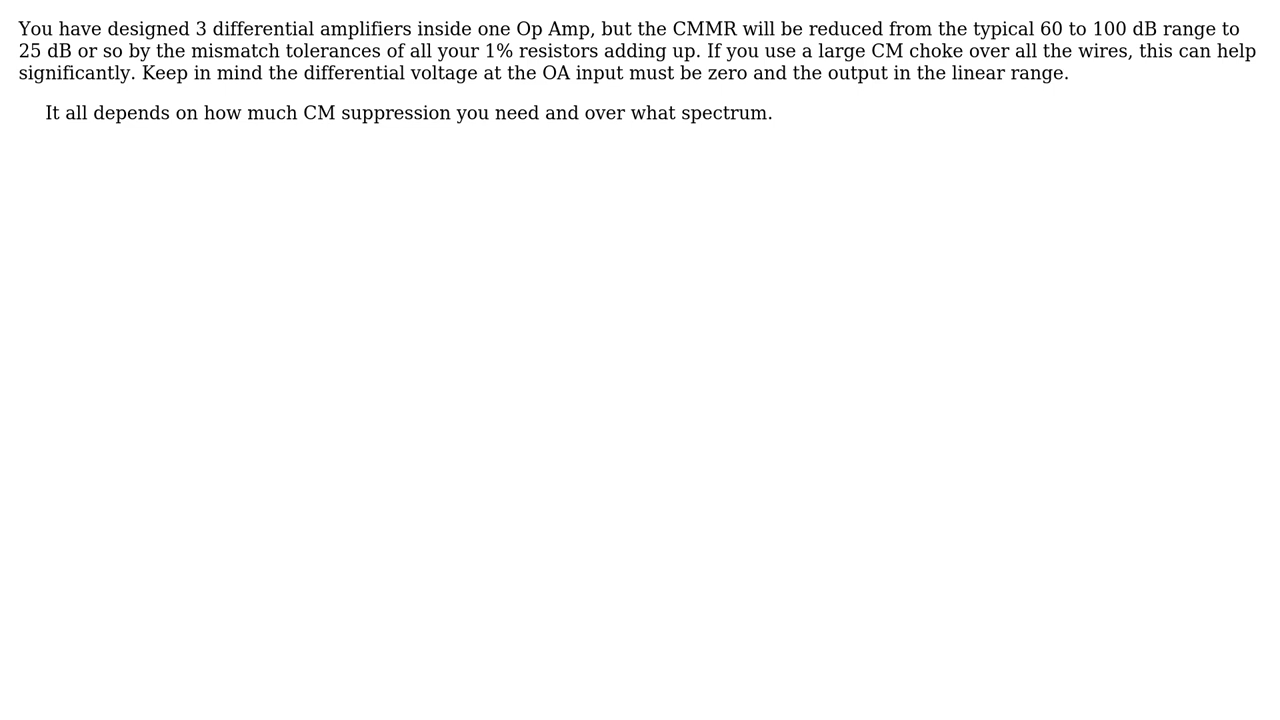 You have designed 3 differential amplifiers inside one Op Amp, but the CMMR will be reduced from the typical 60 to 100 dB range to
25 dB or so by the mismatch tolerances of all your 1% resistors adding up. If you use a large CM choke over all the wires, this can help
significantly. Keep in mind the differential voltage at the OA input must be zero and the output in the linear range.
It all depends on how much CM suppression you need and over what spectrum.